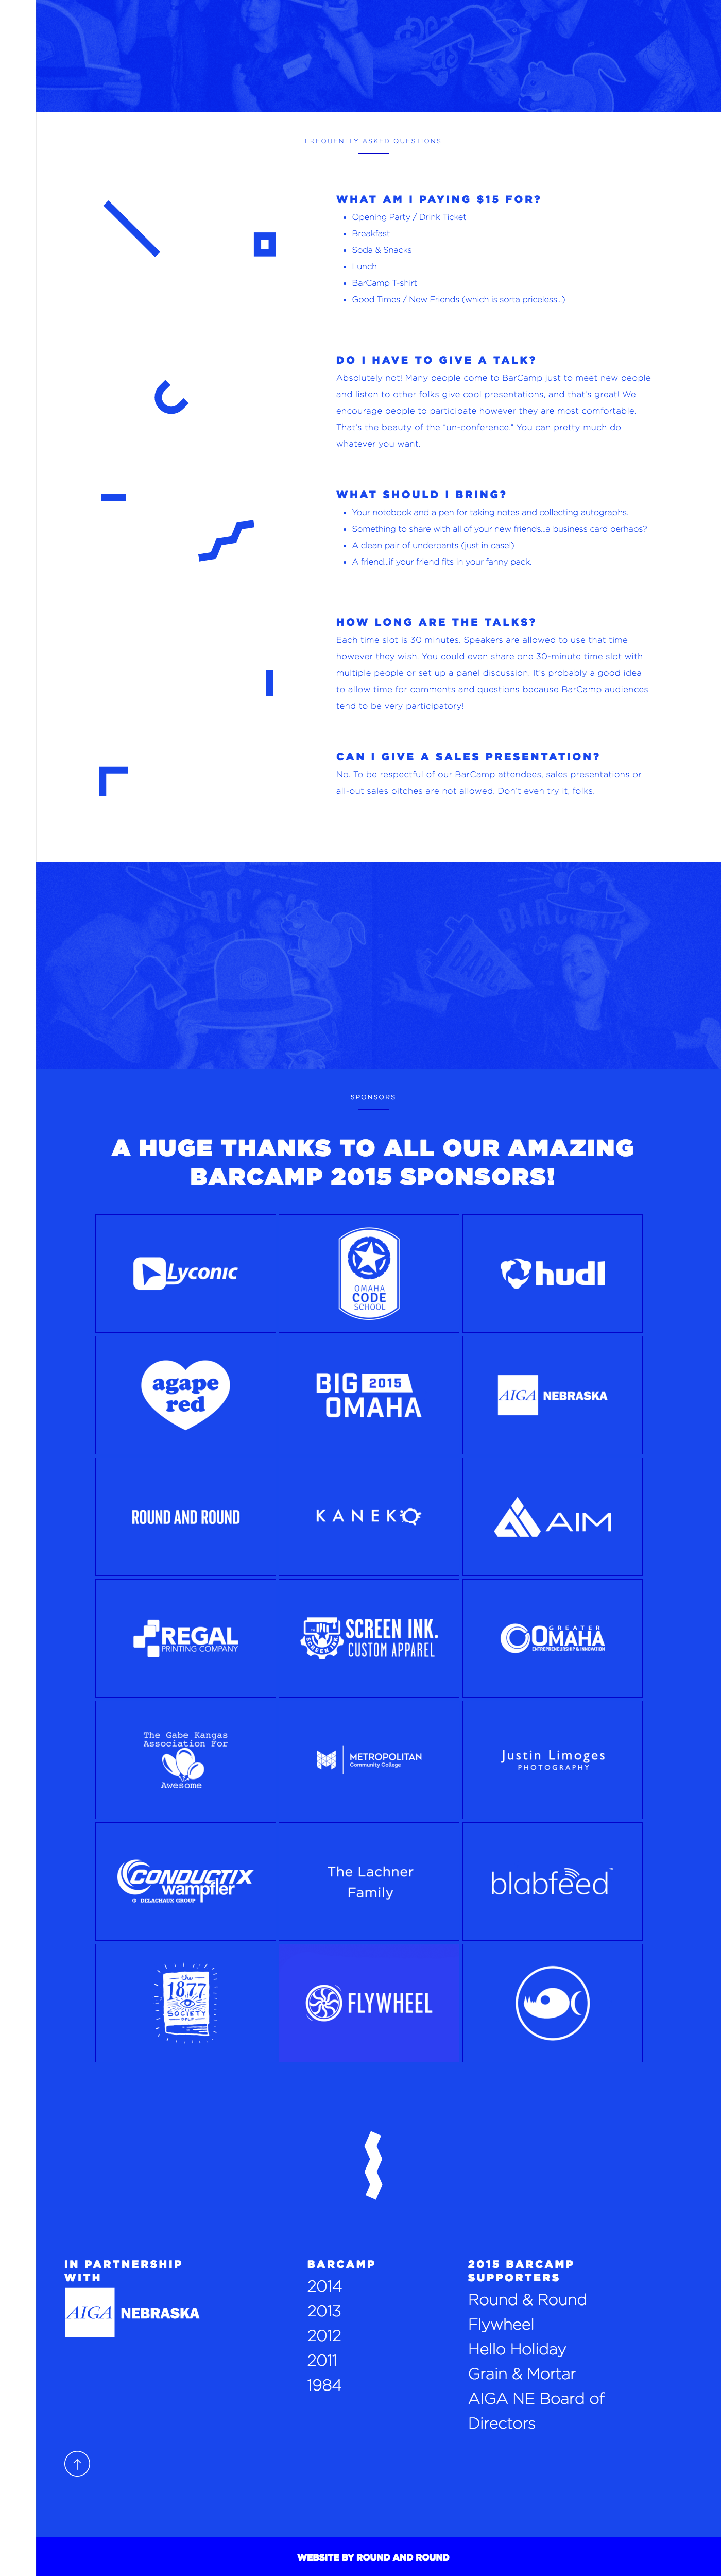 FREQUENTLY ASKED QUESTIONS
WHAT AM I PAYING $15 FOR?
• Opening Party / Drink Ticket
• Breakfast
• Soda & Snacks
• Lunch
• BarCamp T-shirt
• Good Times / New Friends (which is sorta priceless...)
DO I HAVE TO GIVE A TALK?
Absolutely not! Many people come to BarCamp just to meet new people
and listen to other folks give cool presentations, and that's great! We
encourage people to participate however they are most comfortable.
That's the beauty of the "un-conference." You can pretty much do
whatever you want.
WHAT SHOULD I BRING?
• Your notebook and a pen for taking notes and collecting autographs.
• Something to share with all of your new friends...a business card perhaps?
• A clean pair of underpants (just in case!)
• A friend...if your friend fits in your fanny pack.
HOW LONG ARE THE TALKS?
Each time slot is 30 minutes. Speakers are allowed to use that time
however they wish. You could even share one 30-minute time slot with
multiple people or set up a panel discussion. It's probably a good idea
to allow time for comments and questions because BarCamp audiences
tend to be very participatory!
CAN I GIVE A SALES PRESENTATION?
No. To be respectful of our BarCamp attendees, sales presentations or
all-out sales pitches are not allowed. Don't even try it, folks.
BARC
SPONSORS
A HUGE THANKS TO ALL OUR AMAZING
BARCAMP 2015 SPONSORS!
Lyconic
OMAHA
CODE
SCHOOL
hudl
agape
red
BIG 2015
OMAHA
AIGA NEBRASKA
ROUND AND ROUND
KANEKO
AIM
REGAL
PRINTING COMPANY
SCREEN INK.
CUSTOM APPAREL
GREATER
OMAHA
ENTREPRENEURSHIP & INNOVATION
The Gabe Kangas
Association For
Awesome
METROPOLITAN
Community College
Justin Limoges
PHOTOGRAPHY
CONDUCTIX
wampfler
DELACHAUX GROUP
The Lachner
Family
blabfeed™
the
1877
SOCIETY
OPLF
FLYWHEEL
IN PARTNERSHIP
WITH
AIGA NEBRASKA
BARCAMP
2014
2013
2012
2011
1984
2015 BARCAMP
SUPPORTERS
Round & Round
Flywheel
Hello Holiday
Grain & Mortar
AIGA NE Board of
Directors
WEBSITE BY ROUND AND ROUND